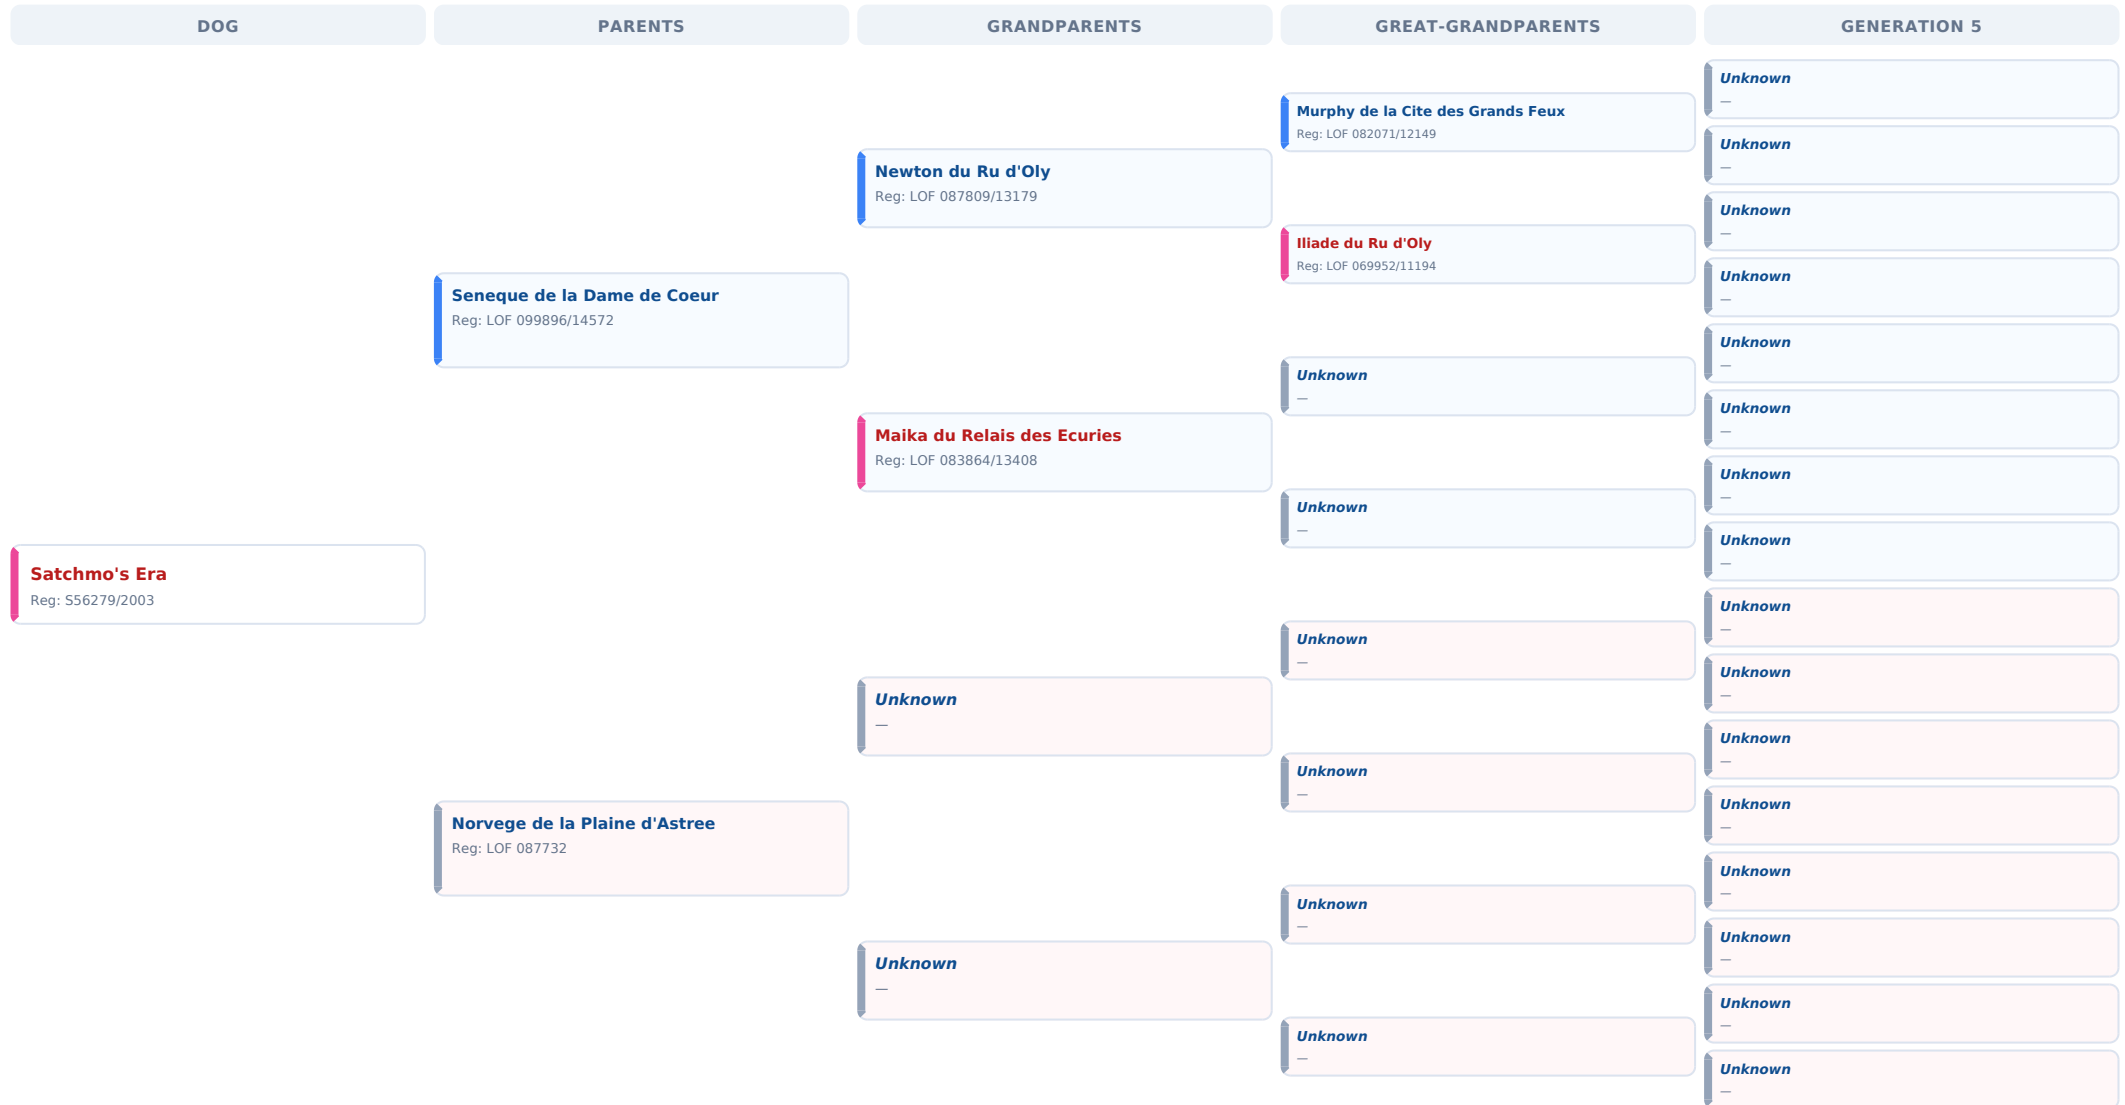 DOG
PARENTS
GRANDPARENTS
GREAT-GRANDPARENTS
GENERATION 5
Satchmo's Era
Reg: S56279/2003
Seneque de la Dame de Coeur
Reg: LOF 099896/14572
Norvege de la Plaine d'Astree
Reg: LOF 087732
Newton du Ru d'Oly
Reg: LOF 087809/13179
Maika du Relais des Ecuries
Reg: LOF 083864/13408
Unknown
—
Unknown
—
Murphy de la Cite des Grands Feux
Reg: LOF 082071/12149
Iliade du Ru d'Oly
Reg: LOF 069952/11194
Unknown
—
Unknown
—
Unknown
—
Unknown
—
Unknown
—
Unknown
—
Unknown
—
Unknown
—
Unknown
—
Unknown
—
Unknown
—
Unknown
—
Unknown
—
Unknown
—
Unknown
—
Unknown
—
Unknown
—
Unknown
—
Unknown
—
Unknown
—
Unknown
—
Unknown
—